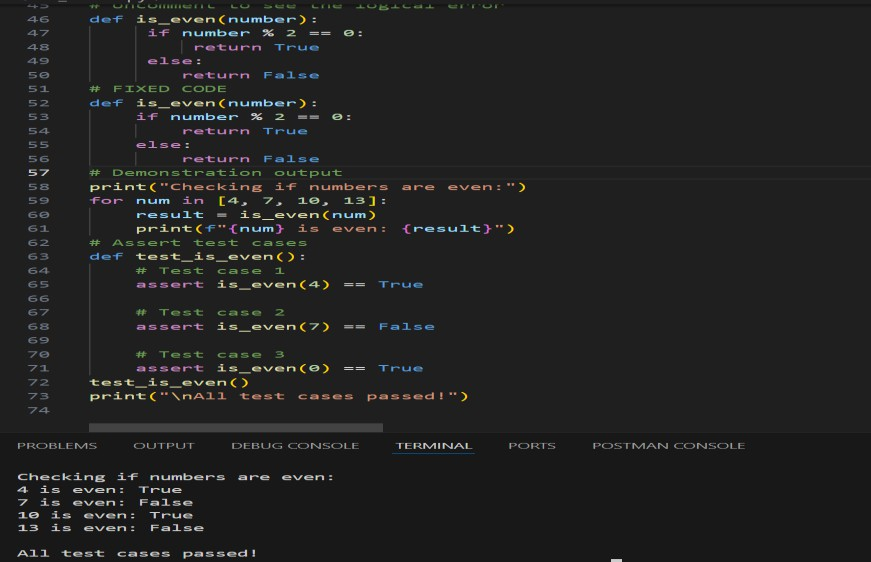 45 # Uncomment to see the logical error
46 def is_even(number):
47 if number % 2 == 0:
48 return True
49 else:
50 return False
51 # FIXED CODE
52 def is_even(number):
53 if number % 2 == 0:
54 return True
55 else:
56 return False
57 # Demonstration output
58 print("Checking if numbers are even:")
59 for num in [4, 7, 10, 13]:
60 result = is_even(num)
61 print(f"{num} is even: {result}")
62 # Assert test cases
63 def test_is_even():
64 # Test case 1
65 assert is_even(4) == True
66
67 # Test case 2
68 assert is_even(7) == False
69
70 # Test case 3
71 assert is_even(0) == True
72 test_is_even()
73 print("\nAll test cases passed!")
74
PROBLEMS OUTPUT DEBUG CONSOLE TERMINAL PORTS POSTMAN CONSOLE
Checking if numbers are even:
4 is even: True
7 is even: False
10 is even: True
13 is even: False
All test cases passed!